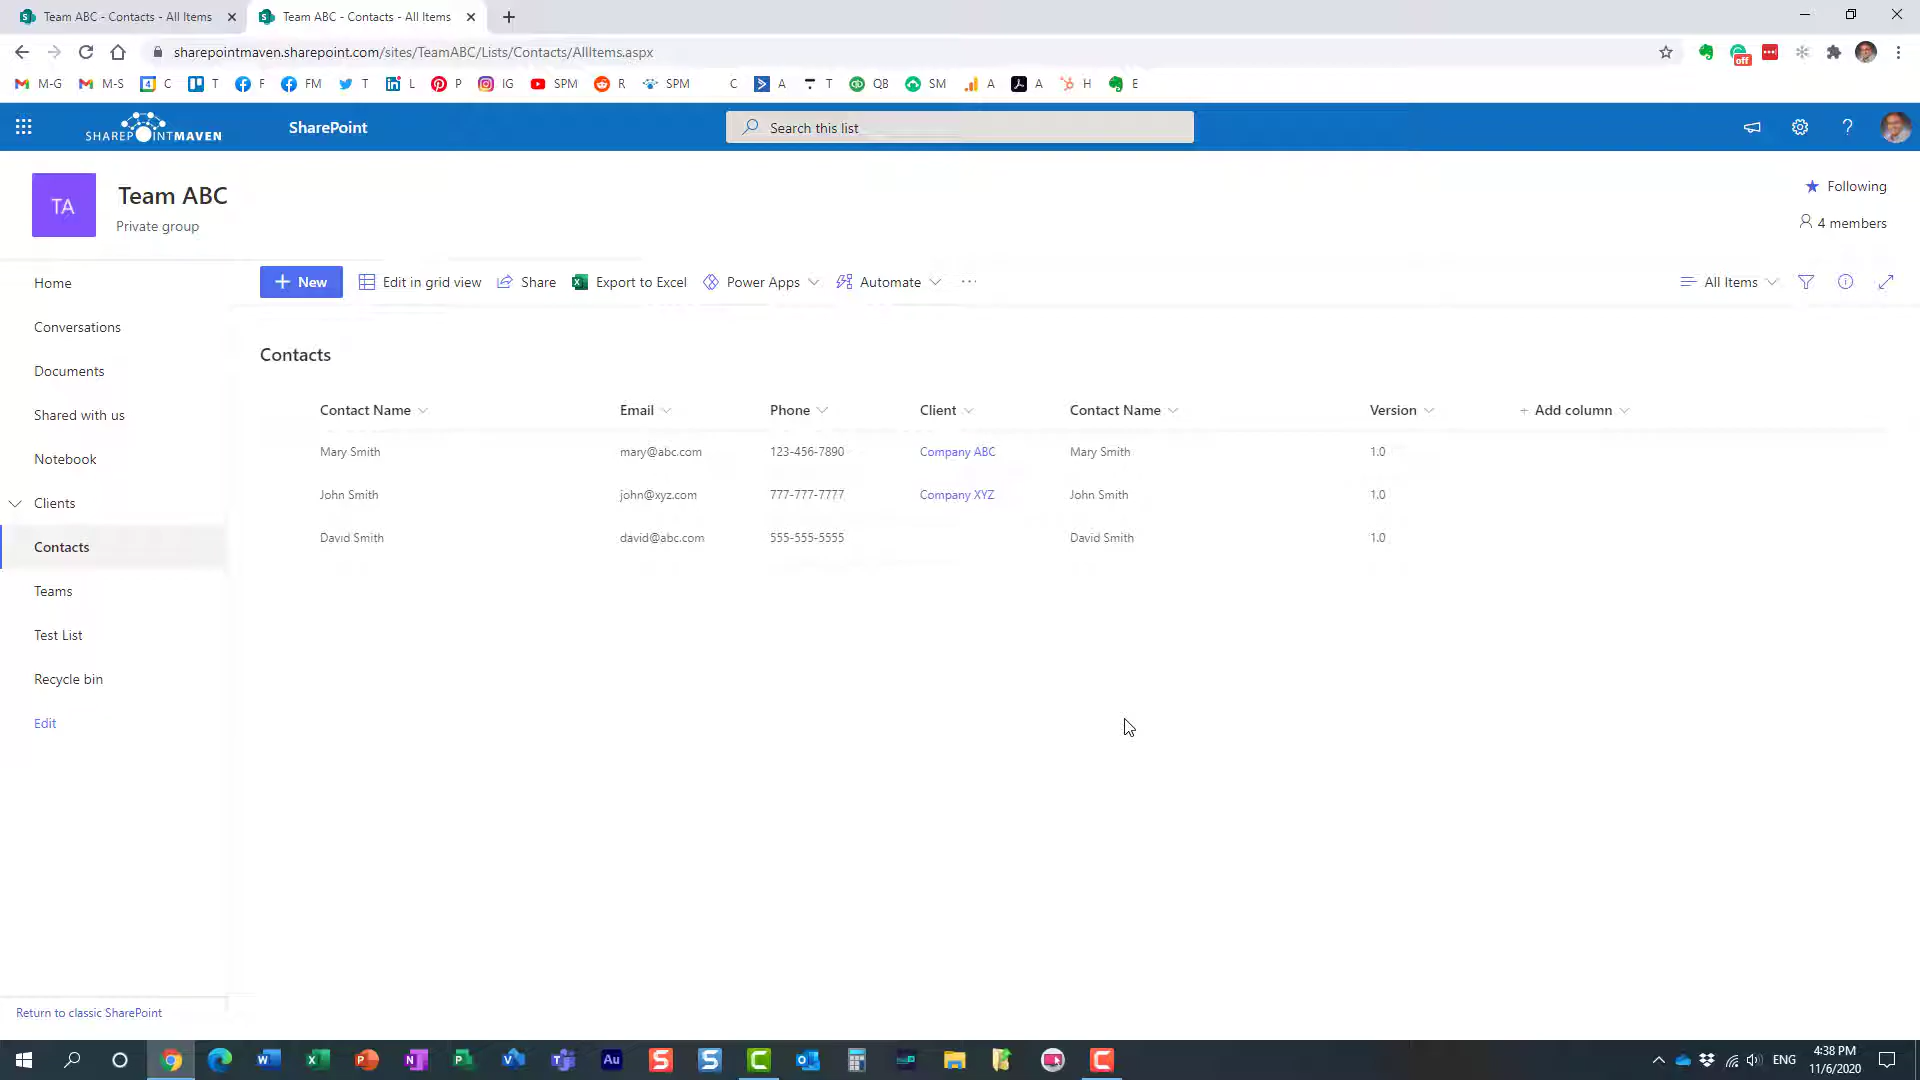 Team ABC - Contacts - All Items
Team ABC - Contacts - All Items
sharepointmaven.sharepoint.com/sites/TeamABC/Lists/Contacts/AllItems.aspx
off
M-G M-S 4 C T F FM T L P IG SPM R SPM C A T QB SM A A H E
SHAREPOINTMAVEN
SharePoint
Search this list
TA
Team ABC
Private group
Following
4 members
Home
Conversations
Documents
Shared with us
Notebook
Clients
Contacts
Teams
Test List
Recycle bin
Edit
Return to classic SharePoint
+ New Edit in grid view Share Export to Excel Power Apps Automate ...
All Items
Contacts
Contact Name Email Phone Client Contact Name Version + Add column
Mary Smith mary@abc.com 123-456-7890 Company ABC Mary Smith 1.0
John Smith john@xyz.com 777-777-7777 Company XYZ John Smith 1.0
David Smith david@abc.com 555-555-5555 David Smith 1.0
ENG
4:38 PM
11/6/2020